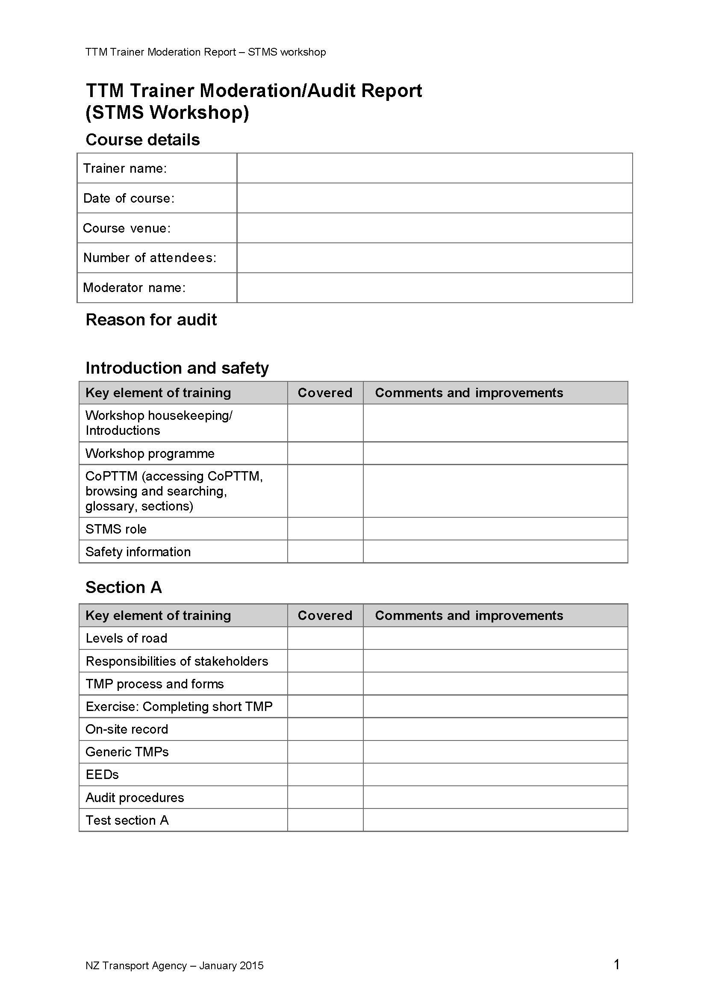 TTM Trainer Moderation Report – STMS workshop
TTM Trainer Moderation/Audit Report
(STMS Workshop)
Course details
Trainer name:
Date of course:
Course venue:
Number of attendees:
Moderator name:
Reason for audit
Introduction and safety
Key element of training Covered Comments and improvements
Workshop housekeeping/
Introductions
Workshop programme
CoPTTM (accessing CoPTTM,
browsing and searching,
glossary, sections)
STMS role
Safety information
Section A
Key element of training Covered Comments and improvements
Levels of road
Responsibilities of stakeholders
TMP process and forms
Exercise: Completing short TMP
On-site record
Generic TMPs
EEDs
Audit procedures
Test section A
NZ Transport Agency – January 2015 1